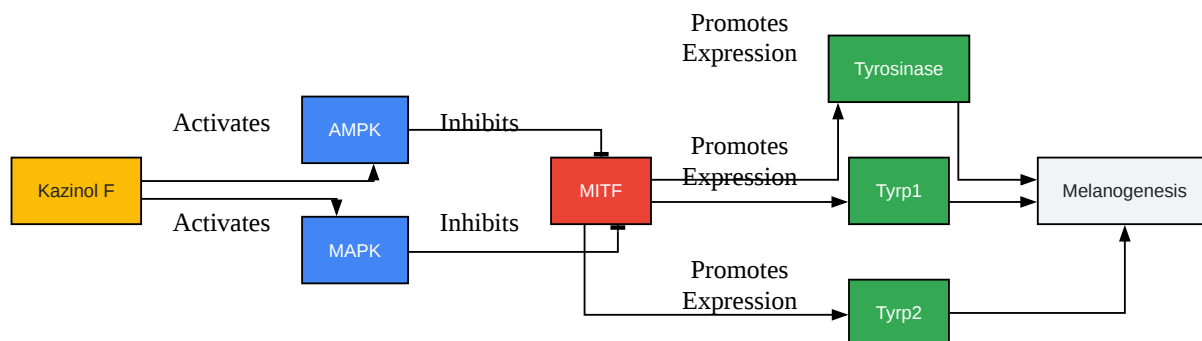 Promotes
Expression
Tyrosinase
Activates
AMPK
Inhibits
Kazinol F
MITF
Promotes
Expression
Tyrp1
Melanogenesis
Activates
MAPK
Inhibits
Promotes
Expression
Tyrp2